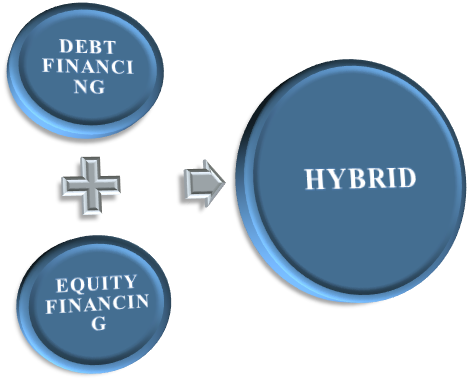 DEBT
FINANCI
NG
HYBRID
EQUITY
FINANCIN
G